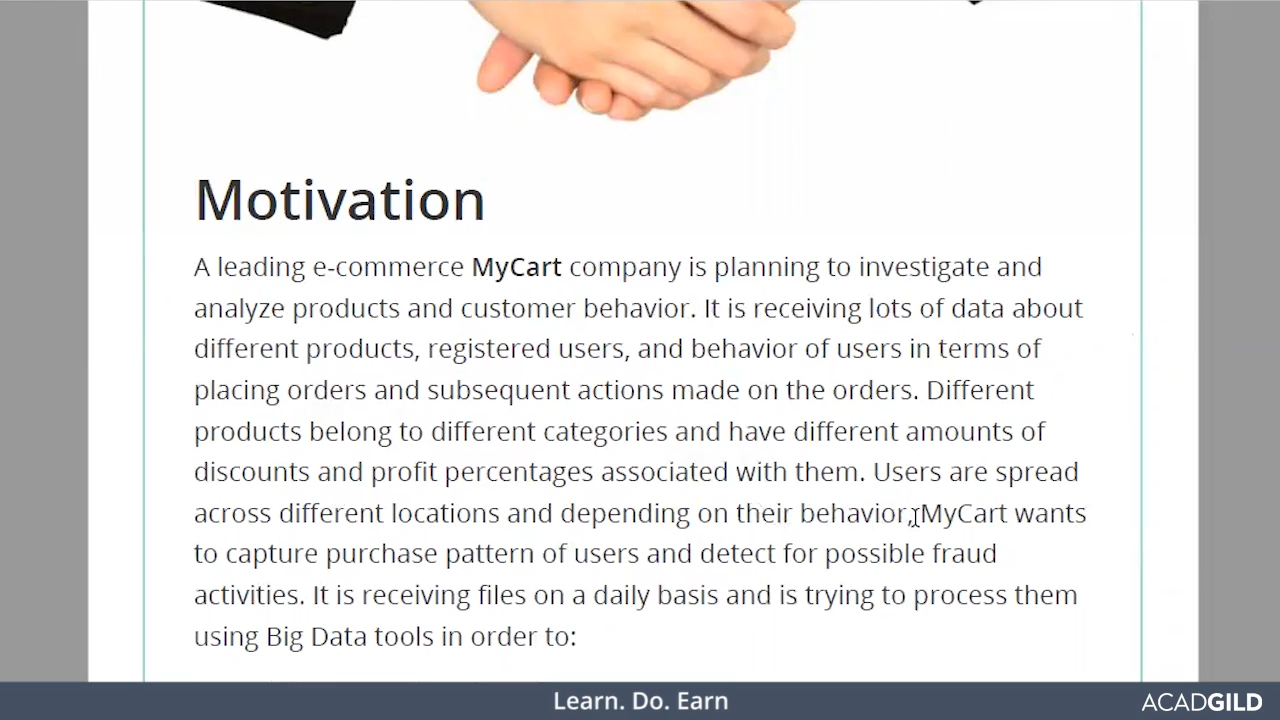 Motivation
A leading e-commerce MyCart company is planning to investigate and
analyze products and customer behavior. It is receiving lots of data about
different products, registered users, and behavior of users in terms of
placing orders and subsequent actions made on the orders. Different
products belong to different categories and have different amounts of
discounts and profit percentages associated with them. Users are spread
across different locations and depending on their behavior, MyCart wants
to capture purchase pattern of users and detect for possible fraud
activities. It is receiving files on a daily basis and is trying to process them
using Big Data tools in order to:
Learn. Do. Earn
ACADGILD